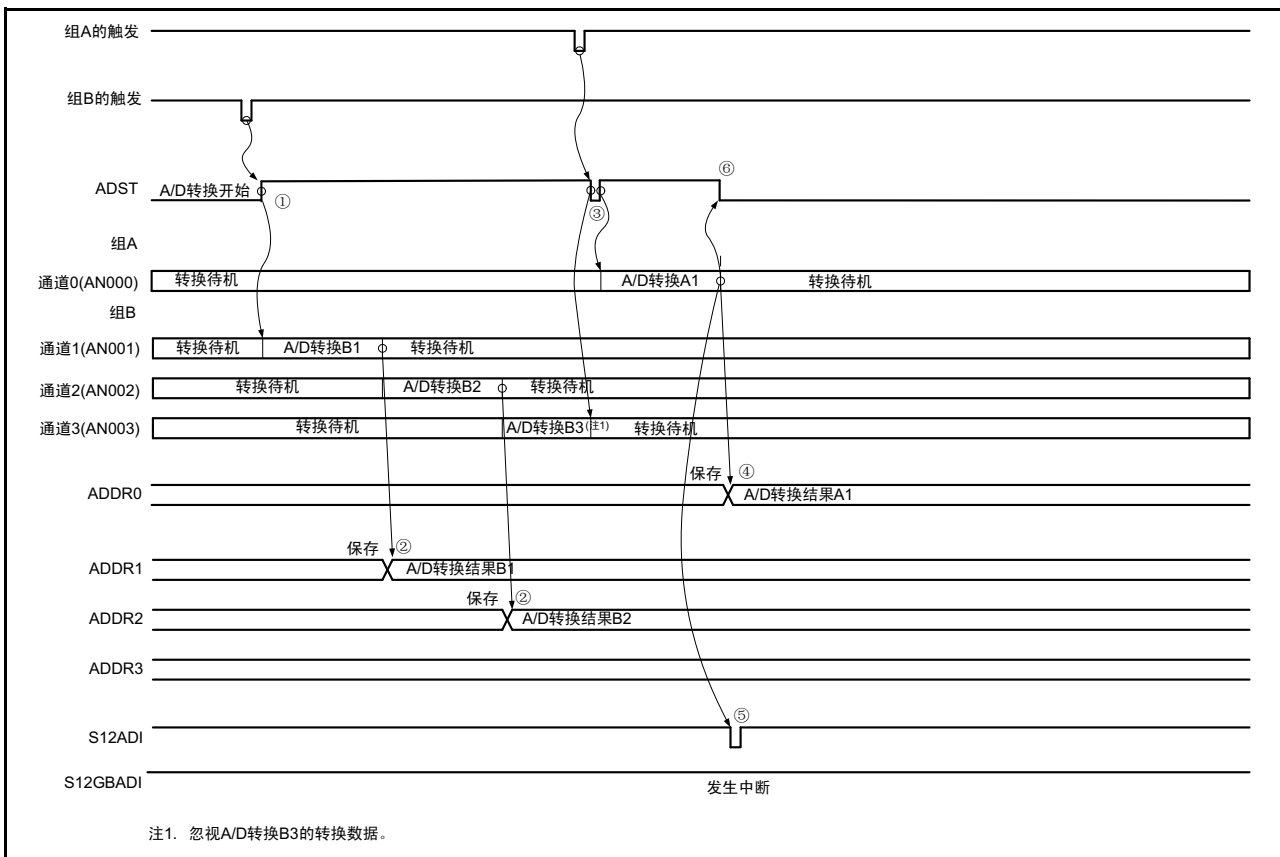 组A的触发
组B的触发
ADST
A/D转换开始
①
③
⑥
组A
通道0(AN000)
转换待机
A/D转换A1
转换待机
组B
通道1(AN001)
转换待机
A/D转换B1
转换待机
通道2(AN002)
转换待机
A/D转换B2
转换待机
通道3(AN003)
转换待机
A/D转换B3(注1)
转换待机
ADDR0
保存
④
A/D转换结果A1
ADDR1
保存
②
A/D转换结果B1
ADDR2
保存
②
A/D转换结果B2
ADDR3
S12ADI
⑤
S12GBADI
发生中断
注1. 忽视A/D转换B3的转换数据。